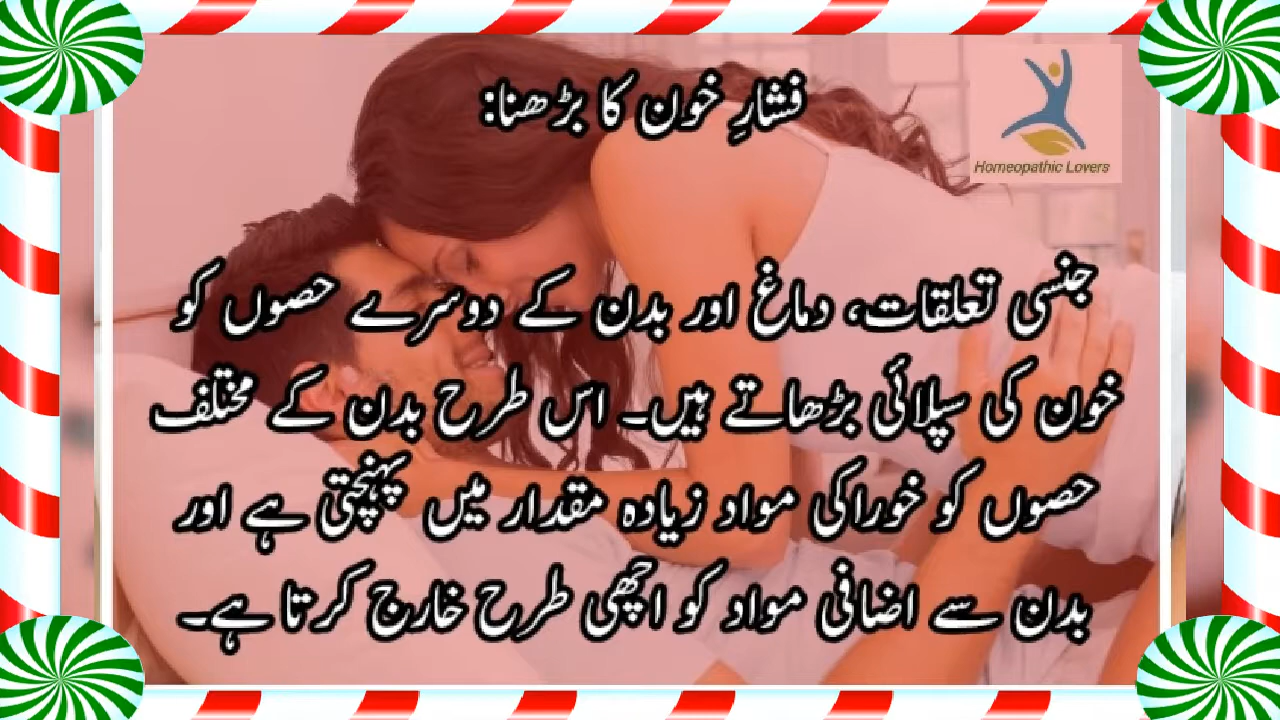 فشارِ خون کا بڑھنا:
Homeopathic Lovers
جنسی تعلقات، دماغ اور بدن کے دوسرے حصوں کو
خون کی سپلائی بڑھاتے ہیں۔ اس طرح بدن کے مختلف
حصوں کو خوراکی مواد زیادہ مقدار میں پہنچتی ہے اور
بدن سے اضافی مواد کو اچھی طرح خارج کرتا ہے۔